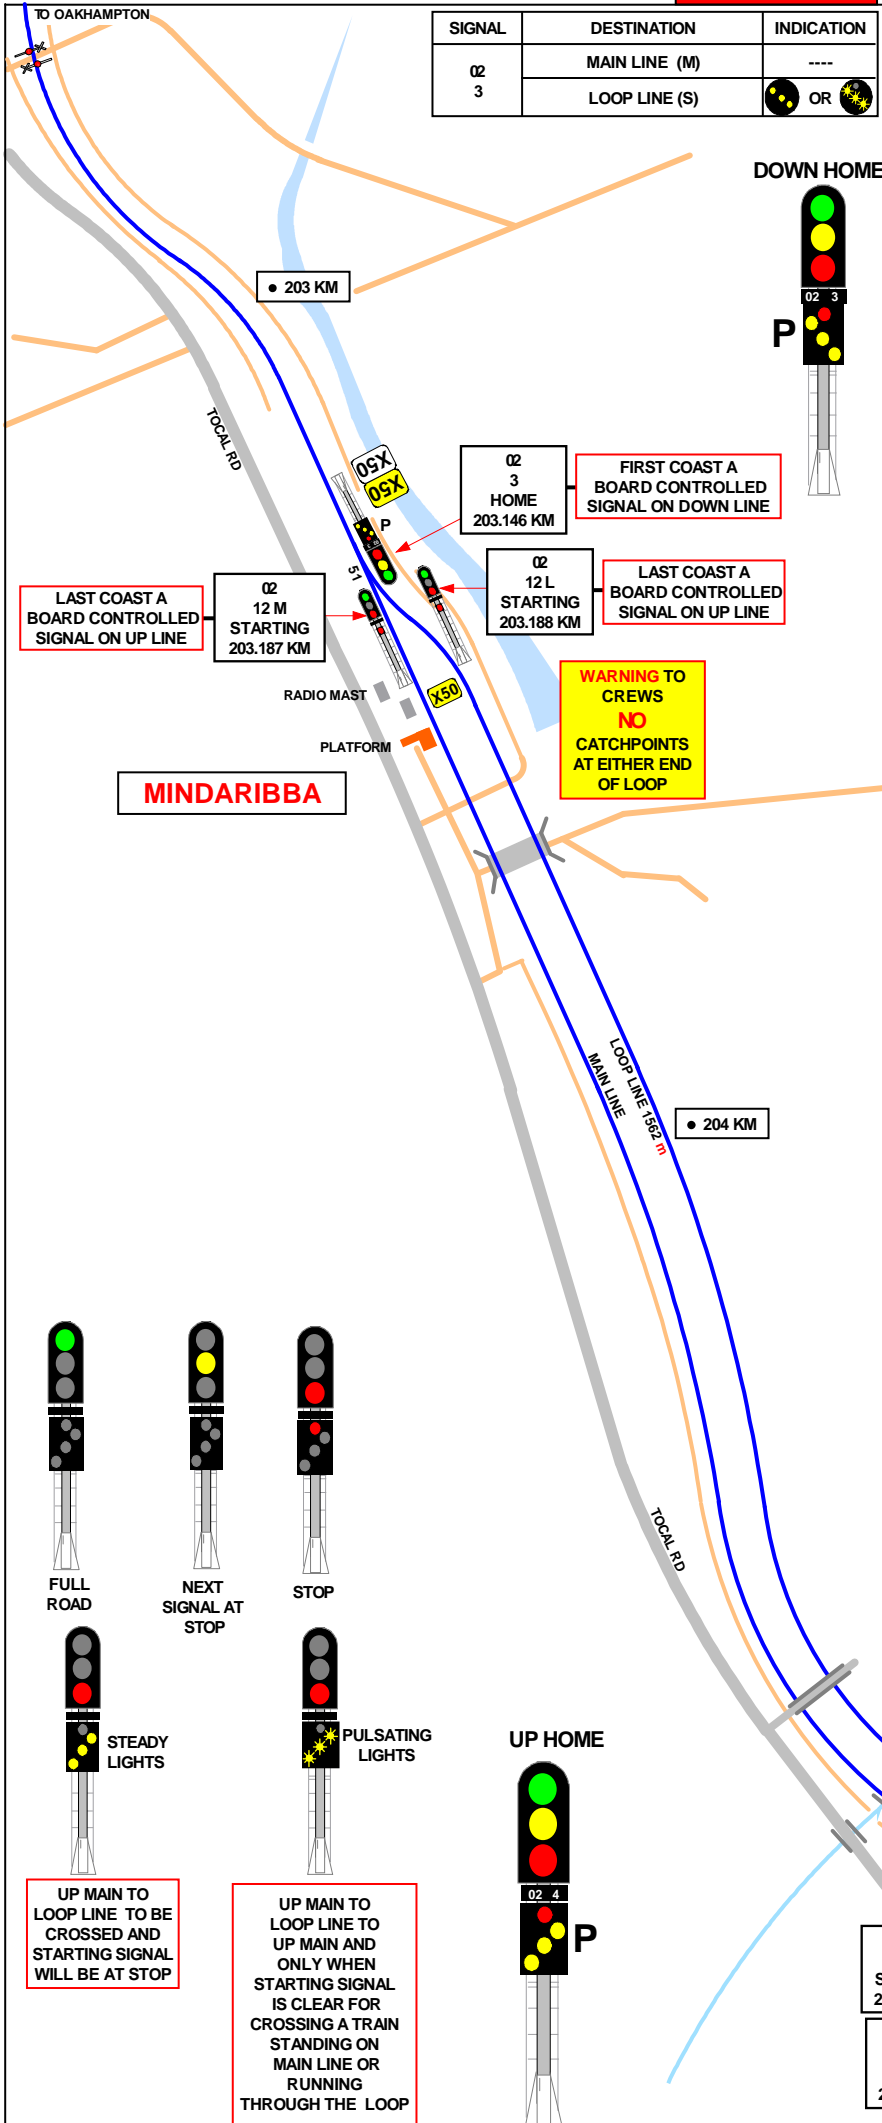 TO OAKHAMPTON
SIGNAL DESTINATION INDICATION
02
3
MAIN LINE (M) ----
LOOP LINE (S) OR
DOWN HOME
02 3
P
203 KM
TOCAL RD
X50
X50
P
02
3
HOME
203.146 KM
FIRST COAST A
BOARD CONTROLLED
SIGNAL ON DOWN LINE
51
02
12 L
STARTING
203.188 KM
LAST COAST A
BOARD CONTROLLED
SIGNAL ON UP LINE
LAST COAST A
BOARD CONTROLLED
SIGNAL ON UP LINE
02
12 M
STARTING
203.187 KM
X50
RADIO MAST
PLATFORM
WARNING TO
CREWS
NO
CATCHPOINTS
AT EITHER END
OF LOOP
MINDARIBBA
LOOP LINE 1562 m
MAIN LINE
204 KM
TOCAL RD
FULL
ROAD
NEXT
SIGNAL AT
STOP
STOP
STEADY
LIGHTS
PULSATING
LIGHTS
UP HOME
02 4
P
UP MAIN TO
LOOP LINE TO BE
CROSSED AND
STARTING SIGNAL
WILL BE AT STOP
UP MAIN TO
LOOP LINE TO
UP MAIN AND
ONLY WHEN
STARTING SIGNAL
IS CLEAR FOR
CROSSING A TRAIN
STANDING ON
MAIN LINE OR
RUNNING
THROUGH THE LOOP
S
2
2